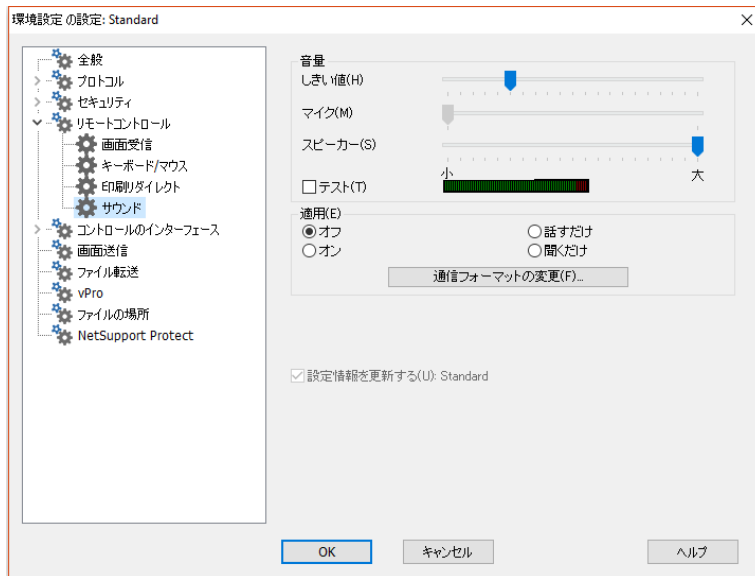 環境設定 の設定: Standard
全般
プロトコル
セキュリティ
リモートコントロール
画面受信
キーボード/マウス
印刷リダイレクト
サウンド
コントロールのインターフェース
画面送信
ファイル転送
vPro
ファイルの場所
NetSupport Protect
音量
しきい値(H)
マイク(M)
スピーカー(S)
小 大
テスト(T)
適用(E)
オフ 話すだけ
オン 聞くだけ
通信フォーマットの変更(F)...
設定情報を更新する(U): Standard
OK キャンセル ヘルプ